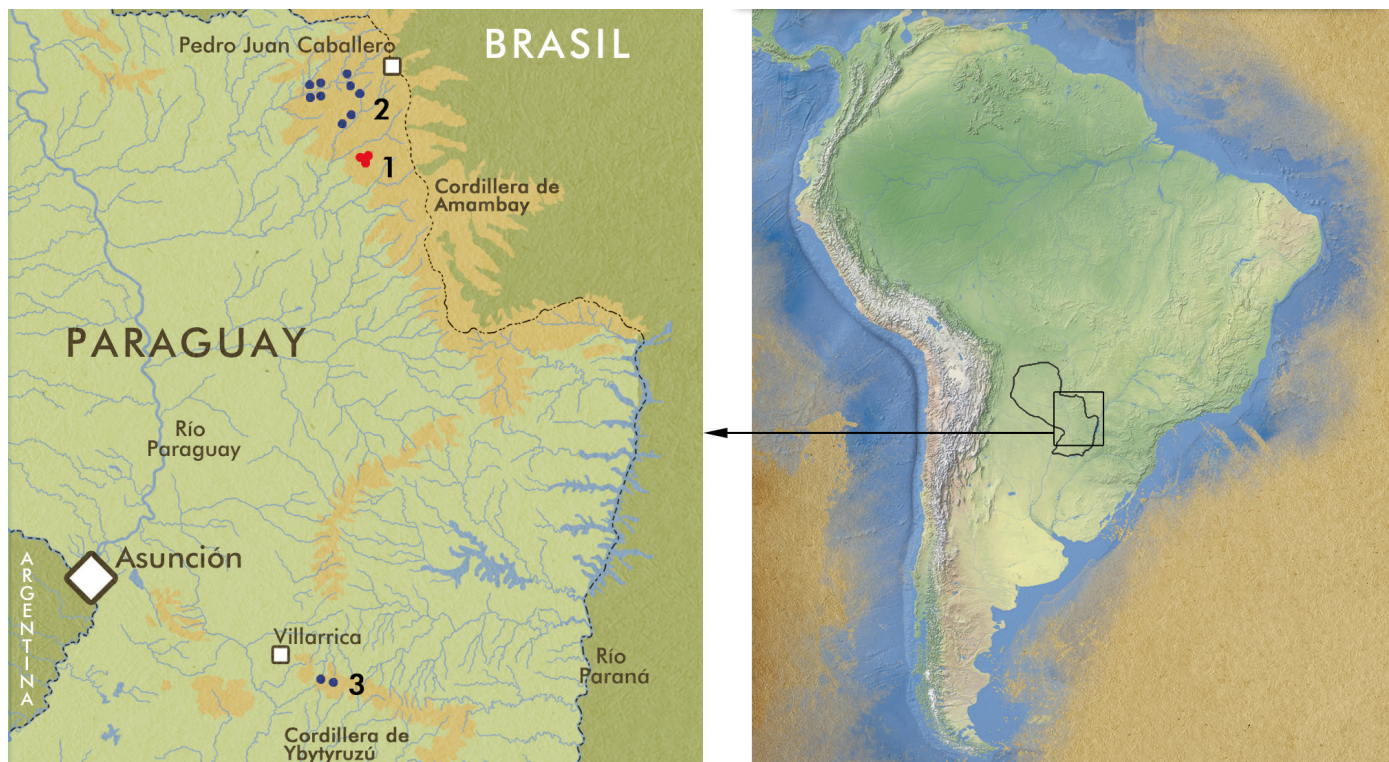 Pedro Juan Caballero
BRASIL
2
1
Cordillera de
Amambay
PARAGUAY
Río
Paraguay
Asunción
ARGENTINA
Villarrica
3
Río
Paraná
Cordillera de
Ybytyruzú